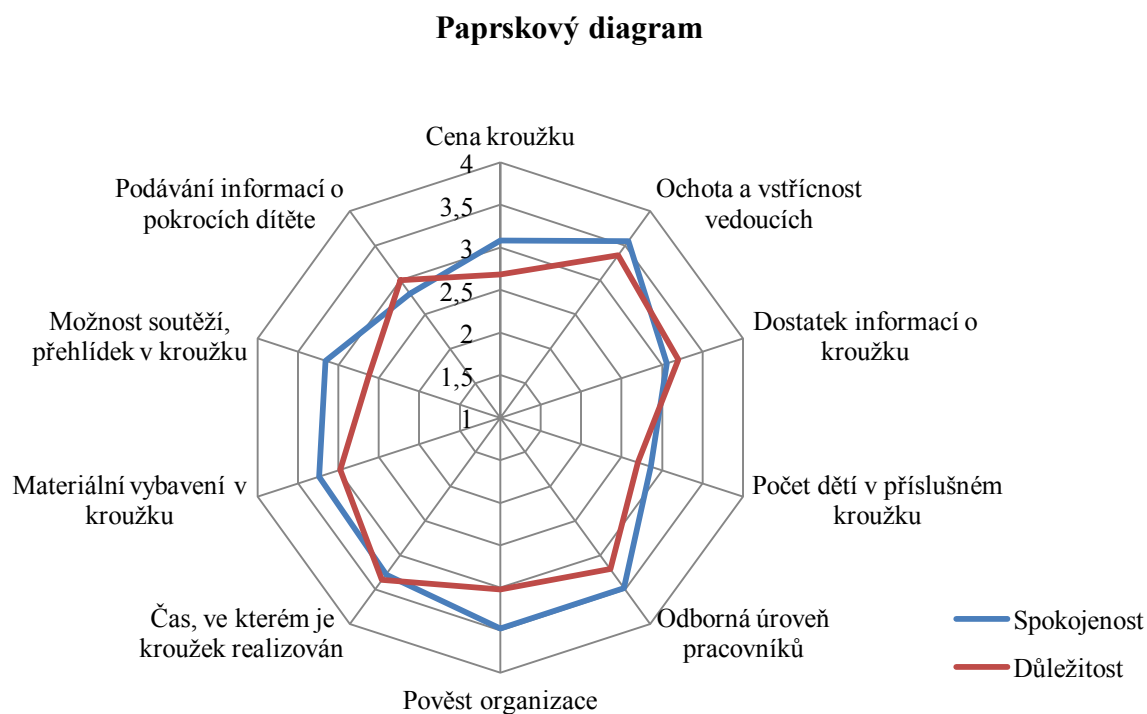 Paprskový diagram
Cena kroužku
Ochota a vstřícnost
vedoucích
Dostatek informací o
kroužku
Počet dětí v příslušném
kroužku
Odborná úroveň
pracovníků
Pověst organizace
Čas, ve kterém je
kroužek realizován
Materiální vybavení v
kroužku
Možnost soutěží,
přehlídek v kroužku
Podávání informací o
pokrocích dítěte
4
3,5
3
2,5
2
1,5
1
Spokojenost
Důležitost